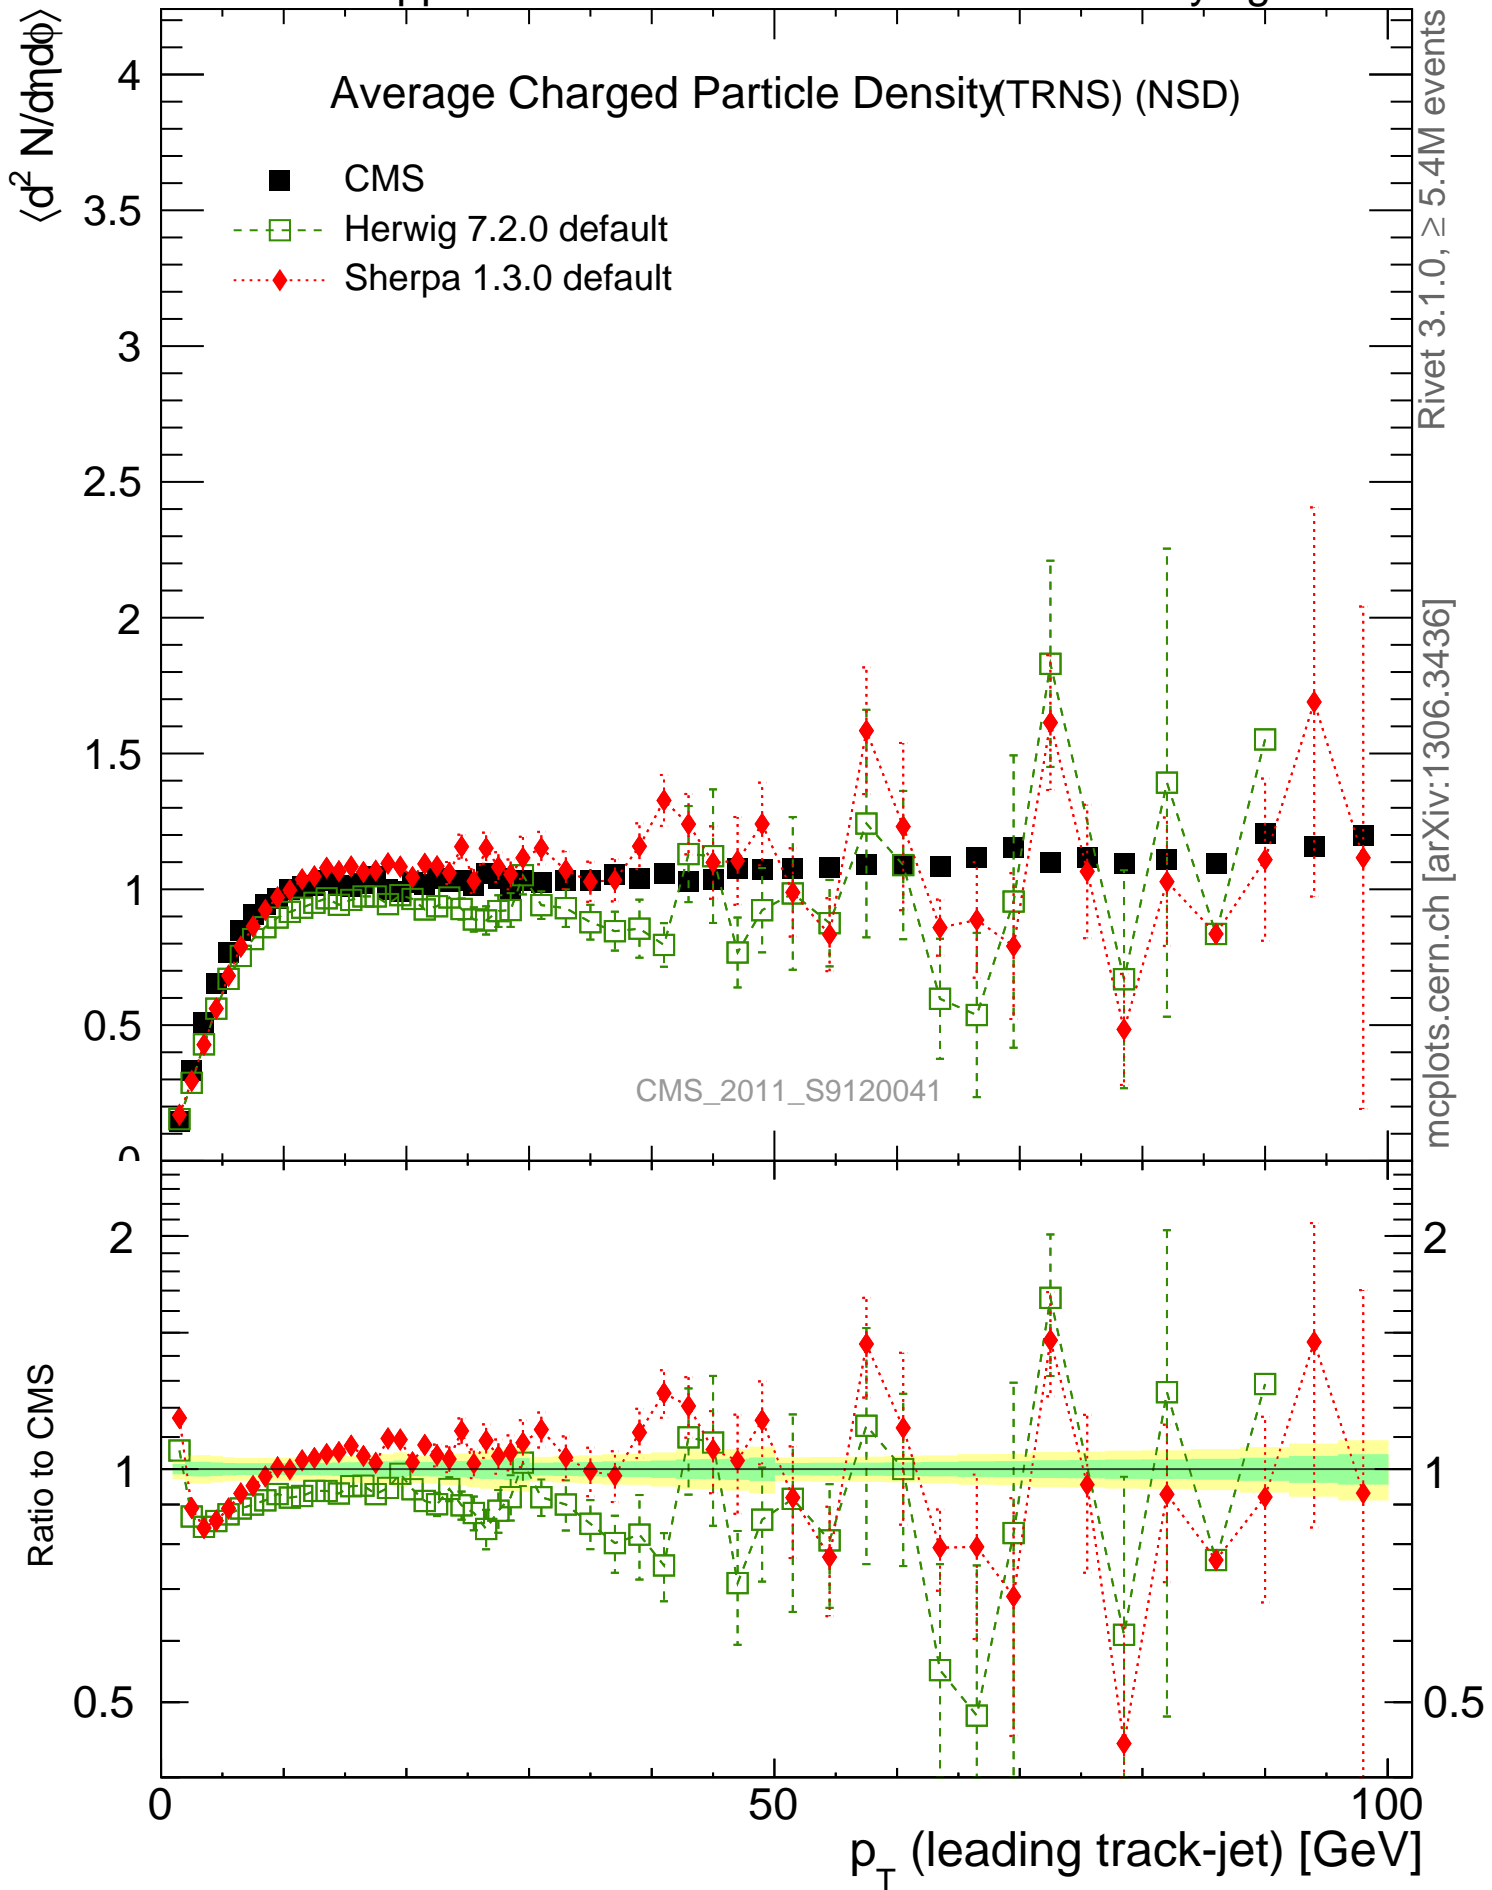 ⟨d² N/dηdϕ⟩
Average Charged Particle Density (TRNS) (NSD)
CMS
Herwig 7.2.0 default
Sherpa 1.3.0 default
4
3.5
3
2.5
2
1.5
1
0.5
0
CMS_2011_S9120041
Rivet 3.1.0, ≥ 5.4M events
mcplots.cern.ch [arXiv:1306.3436]
Ratio to CMS
2
1
0.5
2
1
0.5
0
50
100
p_T (leading track-jet) [GeV]